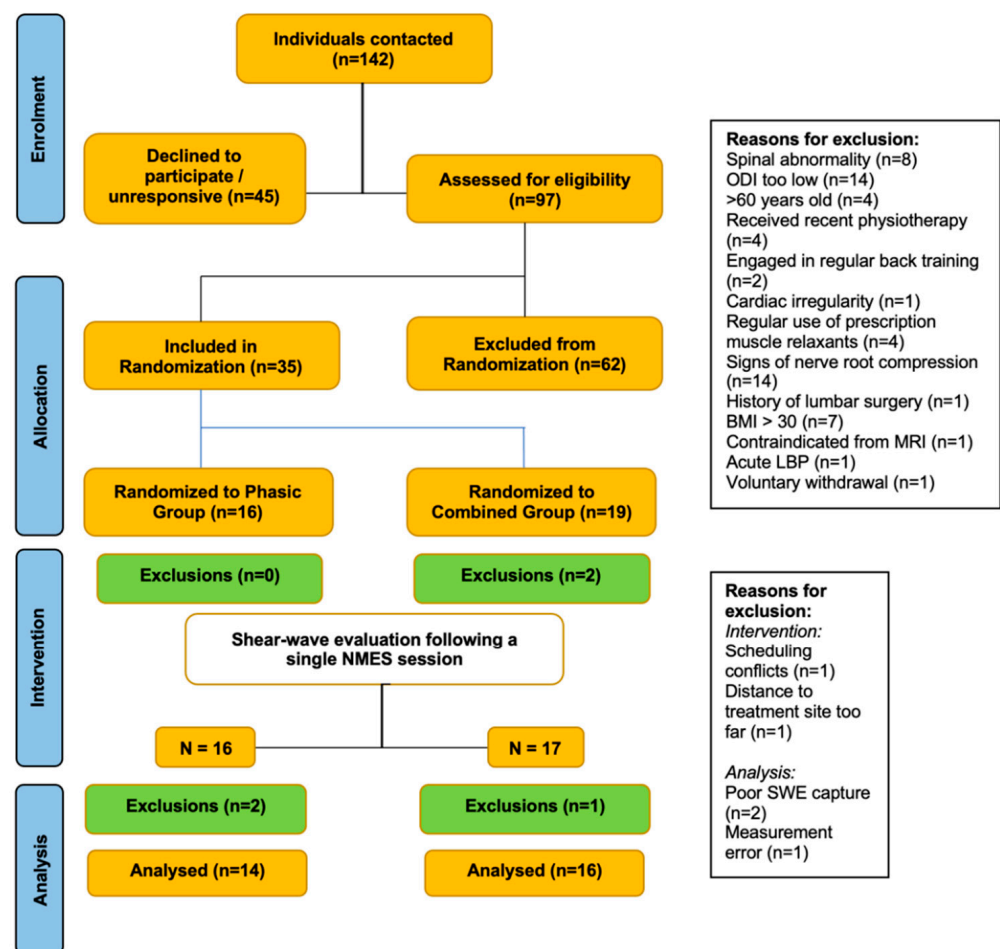 Enrolment
Individuals contacted
(n=142)
Declined to
participate /
unresponsive (n=45)
Assessed for eligibility
(n=97)
Reasons for exclusion:
Spinal abnormality (n=8)
ODI too low (n=14)
>60 years old (n=4)
Received recent physiotherapy
(n=4)
Engaged in regular back training
(n=2)
Cardiac irregularity (n=1)
Regular use of prescription
muscle relaxants (n=4)
Signs of nerve root compression
(n=14)
History of lumbar surgery (n=1)
BMI > 30 (n=7)
Contraindicated from MRI (n=1)
Acute LBP (n=1)
Voluntary withdrawal (n=1)
Allocation
Included in
Randomization (n=35)
Excluded from
Randomization (n=62)
Randomized to Phasic
Group (n=16)
Randomized to
Combined Group (n=19)
Intervention
Exclusions (n=0)
Exclusions (n=2)
Shear-wave evaluation following a
single NMES session
N = 16
N = 17
Reasons for
exclusion:
Intervention:
Scheduling
conflicts (n=1)
Distance to
treatment site too
far (n=1)
Analysis:
Poor SWE capture
(n=2)
Measurement
error (n=1)
Analysis
Exclusions (n=2)
Exclusions (n=1)
Analysed (n=14)
Analysed (n=16)